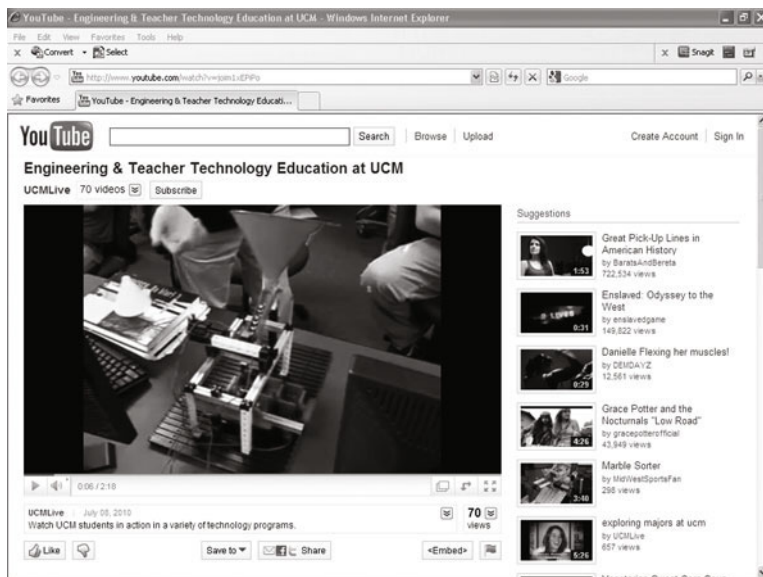 YouTube - Engineering & Teacher Technology Education at UCM - Windows Internet Explorer
File Edit View Favorites Tools Help
x Convert Select
x SnagIt
http://www.youtube.com/watch?v=
Google
Favorites
YouTube - Engineering & Teacher Technology Educati...
YouTube
Search Browse Upload Create Account Sign In
Engineering & Teacher Technology Education at UCM
UCMLive 70 videos Subscribe
Suggestions
1:53
Great Pick-Up Lines in
American History
by BaratsAndBereta
722,534 views
0:31
Enslaved: Odyssey to the
West
by enslavedgame
149,822 views
0:29
Danielle Flexing her muscles!
by DEMDAYZ
12,561 views
4:26
Grace Potter and the
Nocturnals "Low Road"
by gracepotterofficial
43,949 views
3:40
Marble Sorter
by MidWestSportsFan
298 views
5:26
exploring majors at ucm
by UCMLive
657 views
0:06 / 2:18
UCMLive July 08, 2010
Watch UCM students in action in a variety of technology programs.
70
views
Like Save to Share <Embed>